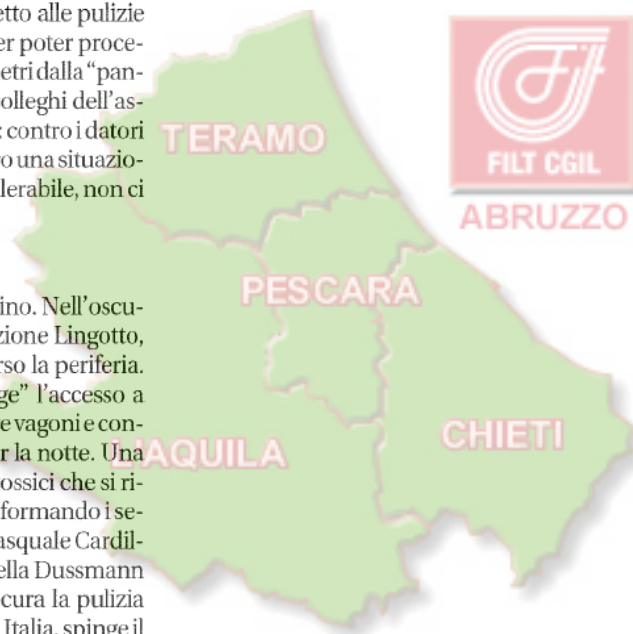 etto alle pulizie
er poter proce-
etri dalla “pan-
olleghi dell’as-
: contro i datori
o una situazio-
lerabile, non ci
ino. Nell’oscu-
zione Lingotto,
rso la periferia.
ge” l’accesso a
e vagoni e con-
r la notte. Una
ossici che si ri-
formando i se-
asquale Cardil-
ella Dussmann
cura la pulizia
Italia, spinge il
TERAMO
PESCARA
L'AQUILA
CHIETI
FILT CGIL
ABRUZZO